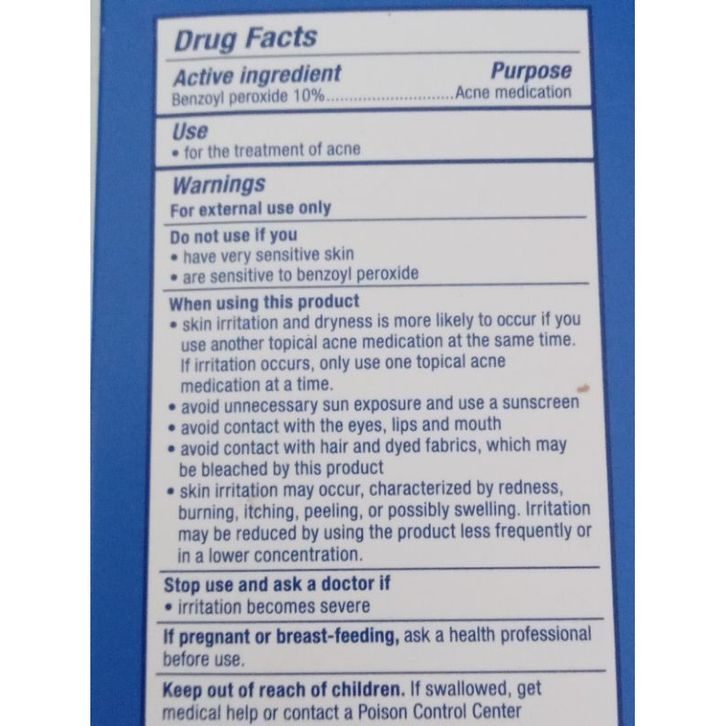 Drug Facts
Active ingredient Purpose
Benzoyl peroxide 10%............................Acne medication
Use
• for the treatment of acne
Warnings
For external use only
Do not use if you
• have very sensitive skin
• are sensitive to benzoyl peroxide
When using this product
• skin irritation and dryness is more likely to occur if you
use another topical acne medication at the same time.
If irritation occurs, only use one topical acne
medication at a time.
• avoid unnecessary sun exposure and use a sunscreen
• avoid contact with the eyes, lips and mouth
• avoid contact with hair and dyed fabrics, which may
be bleached by this product
• skin irritation may occur, characterized by redness,
burning, itching, peeling, or possibly swelling. Irritation
may be reduced by using the product less frequently or
in a lower concentration.
Stop use and ask a doctor if
• irritation becomes severe
If pregnant or breast-feeding, ask a health professional
before use.
Keep out of reach of children. If swallowed, get
medical help or contact a Poison Control Center